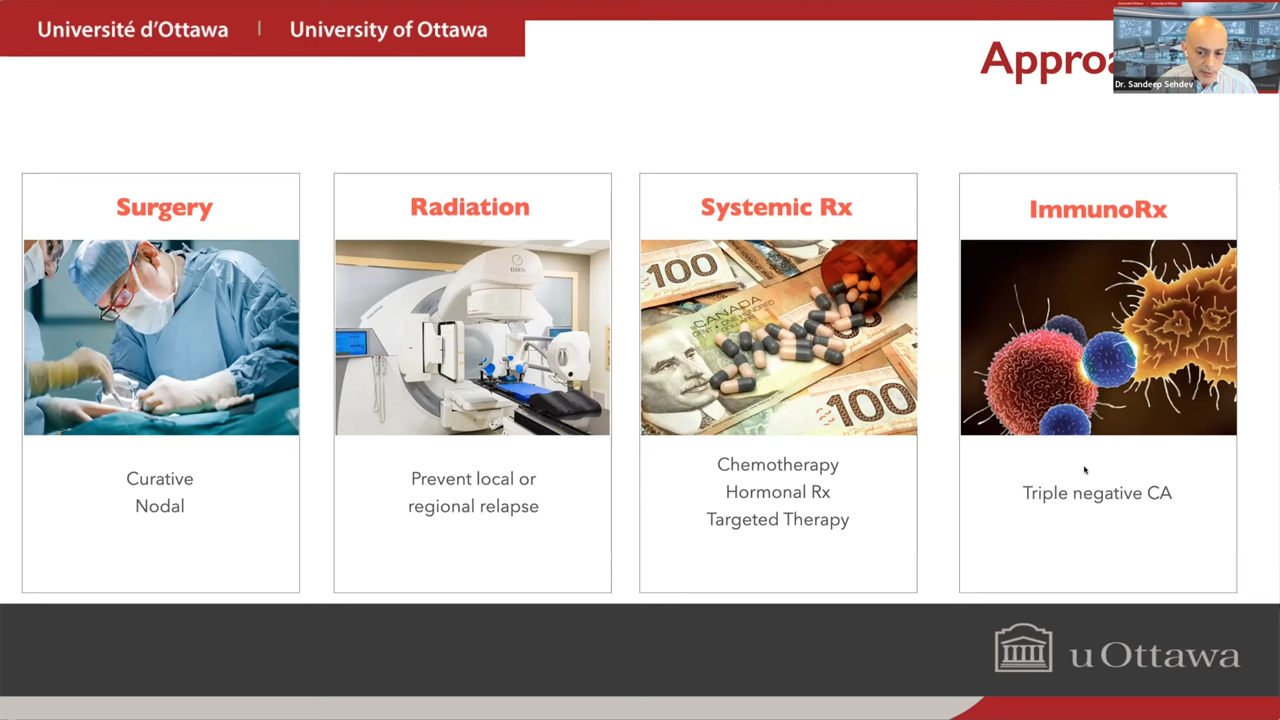 Université d'Ottawa | University of Ottawa
Dr. Sandeep Sehdev
Surgery
Curative
Nodal
Radiation
ELEKTA
Prevent local or
regional relapse
Systemic Rx
100
CANADA
100
Chemotherapy
Hormonal Rx
Targeted Therapy
ImmunoRx
Triple negative CA
uOttawa